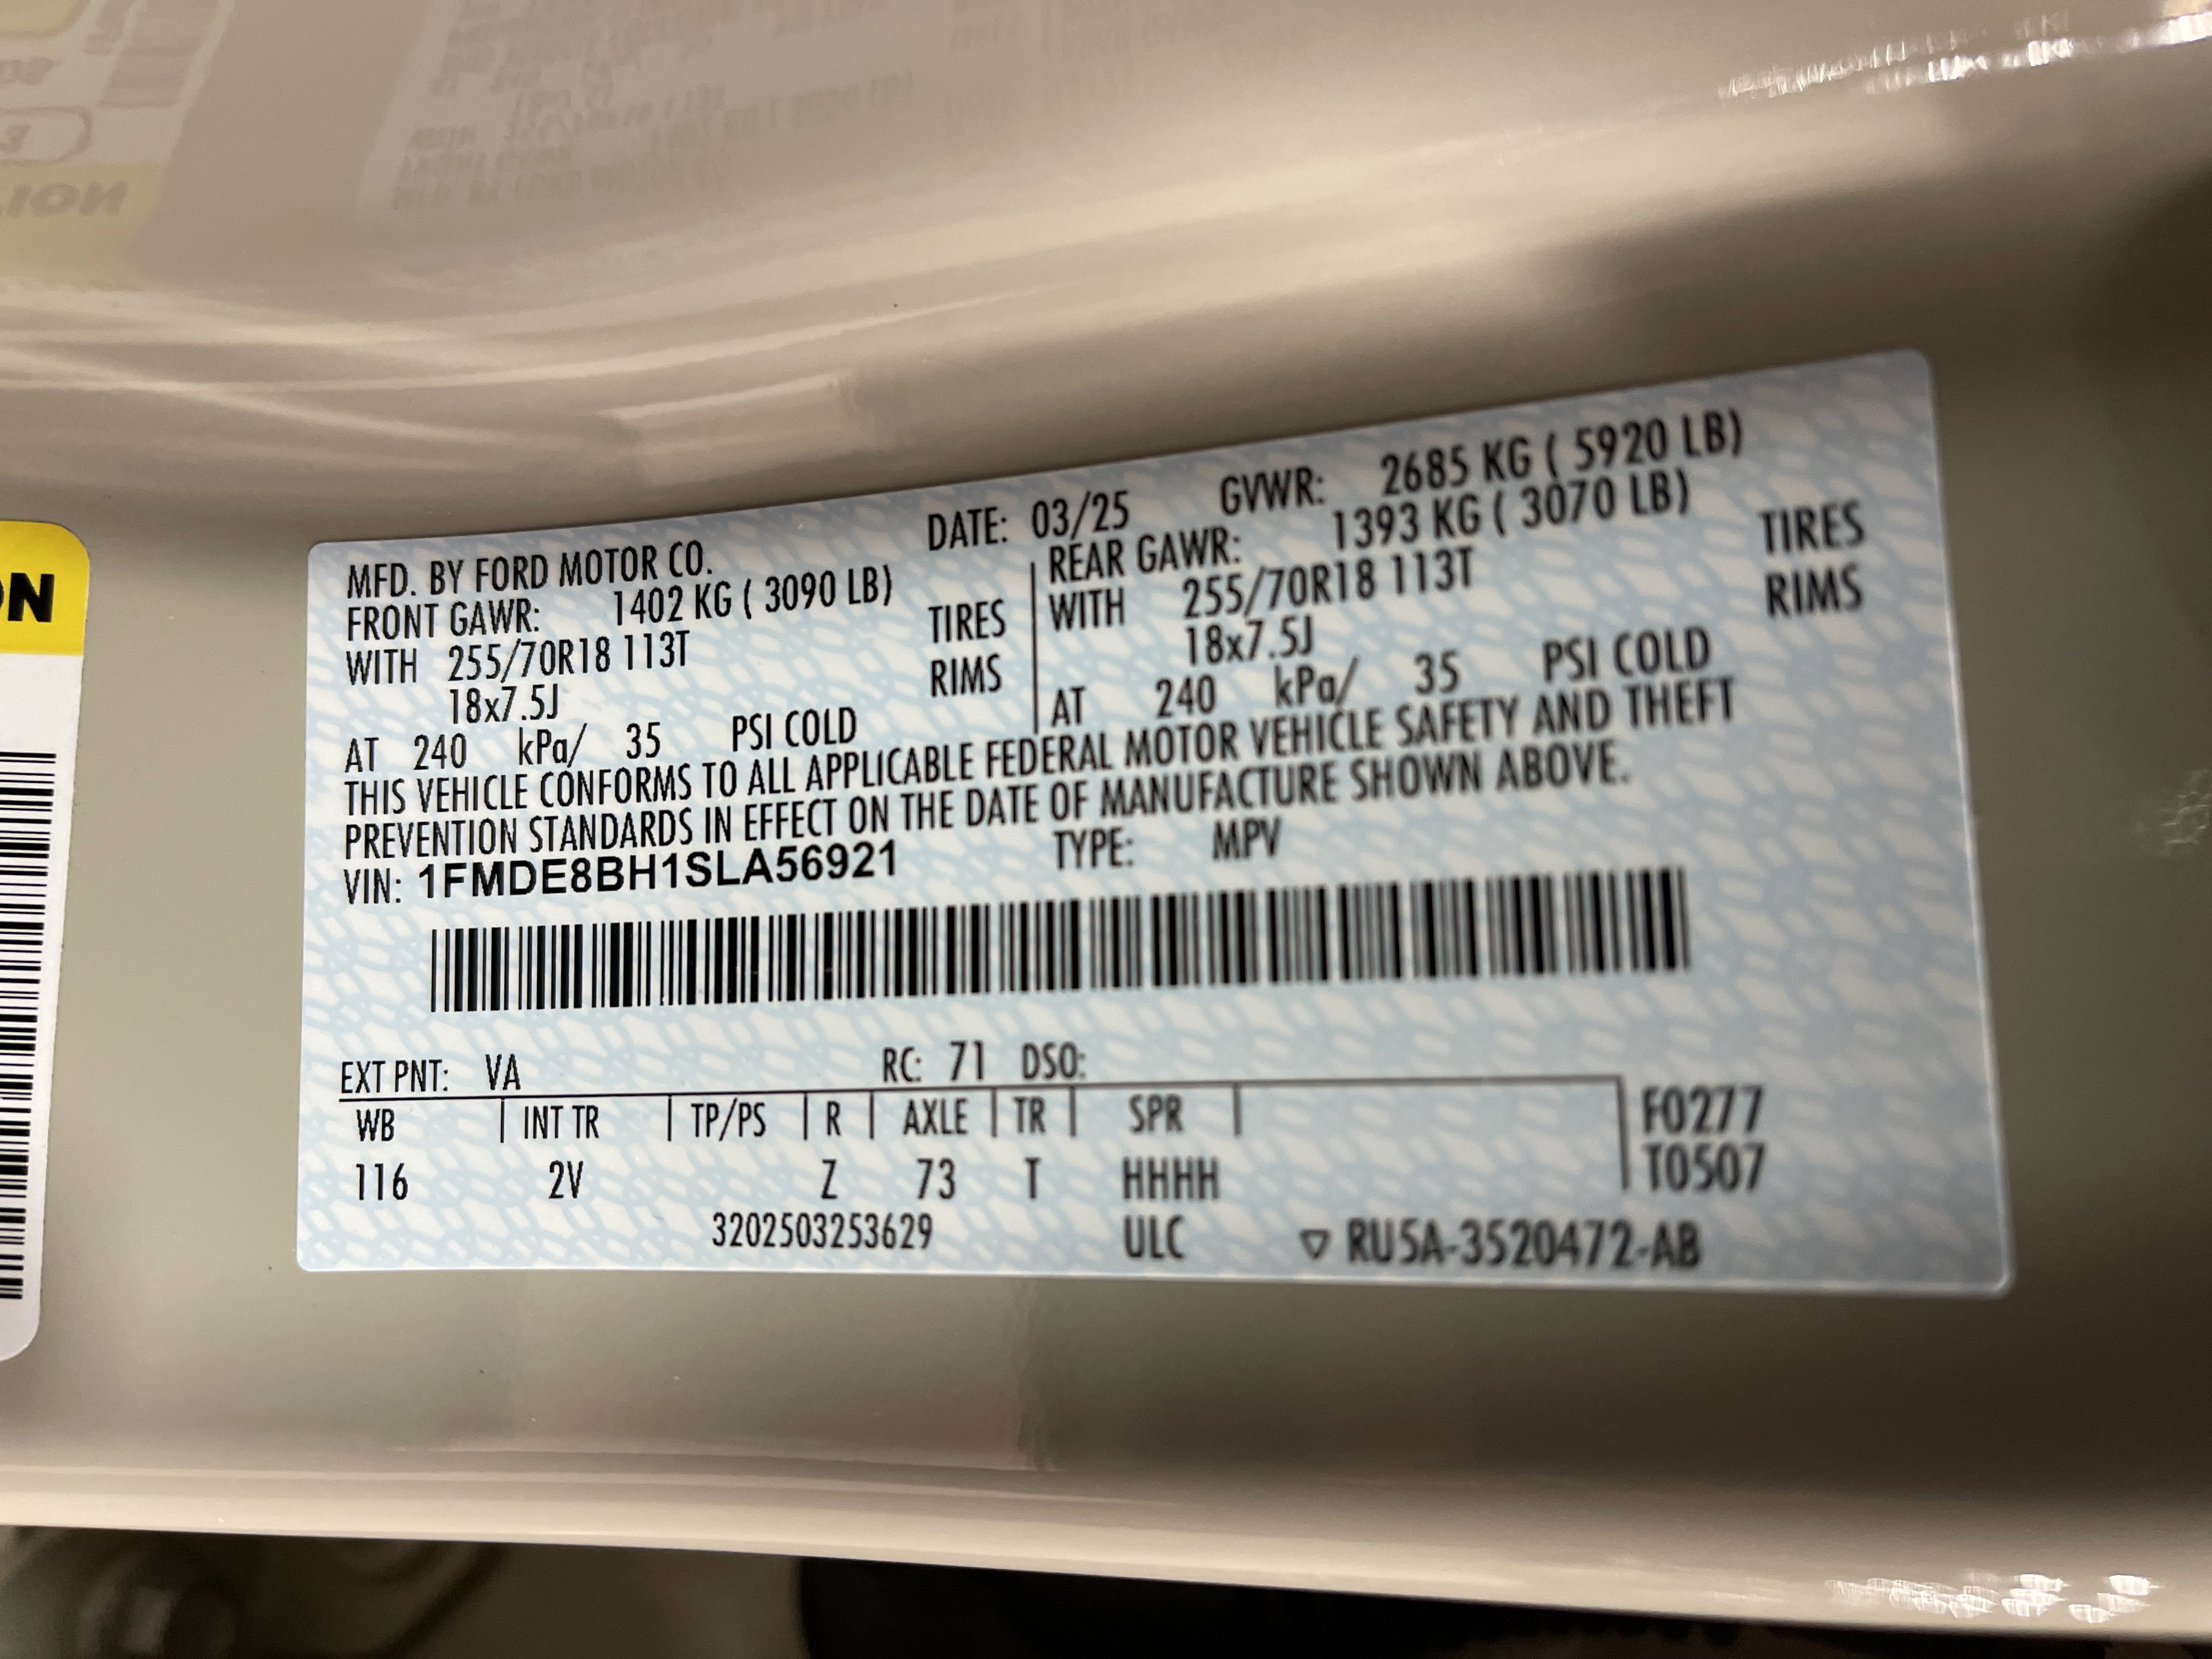 MFD. BY FORD MOTOR CO. DATE: 03/25 GVWR: 2685 KG ( 5920 LB)
FRONT GAWR: 1402 KG ( 3090 LB) REAR GAWR: 1393 KG ( 3070 LB)
WITH 255/70R18 113T TIRES WITH 255/70R18 113T TIRES
18x7.5J RIMS 18x7.5J RIMS
AT 240 kPa/ 35 PSI COLD AT 240 kPa/ 35 PSI COLD
THIS VEHICLE CONFORMS TO ALL APPLICABLE FEDERAL MOTOR VEHICLE SAFETY AND THEFT
PREVENTION STANDARDS IN EFFECT ON THE DATE OF MANUFACTURE SHOWN ABOVE.
VIN: 1FMDE8BH1SLA56921 TYPE: MPV
EXT PNT: VA RC: 71 DSO:
WB | INT TR | TP/PS | R | AXLE | TR | SPR | F0277
116 2V Z 73 T HHHH T0507
3202503253629 ULC ▽ RU5A-3520472-AB